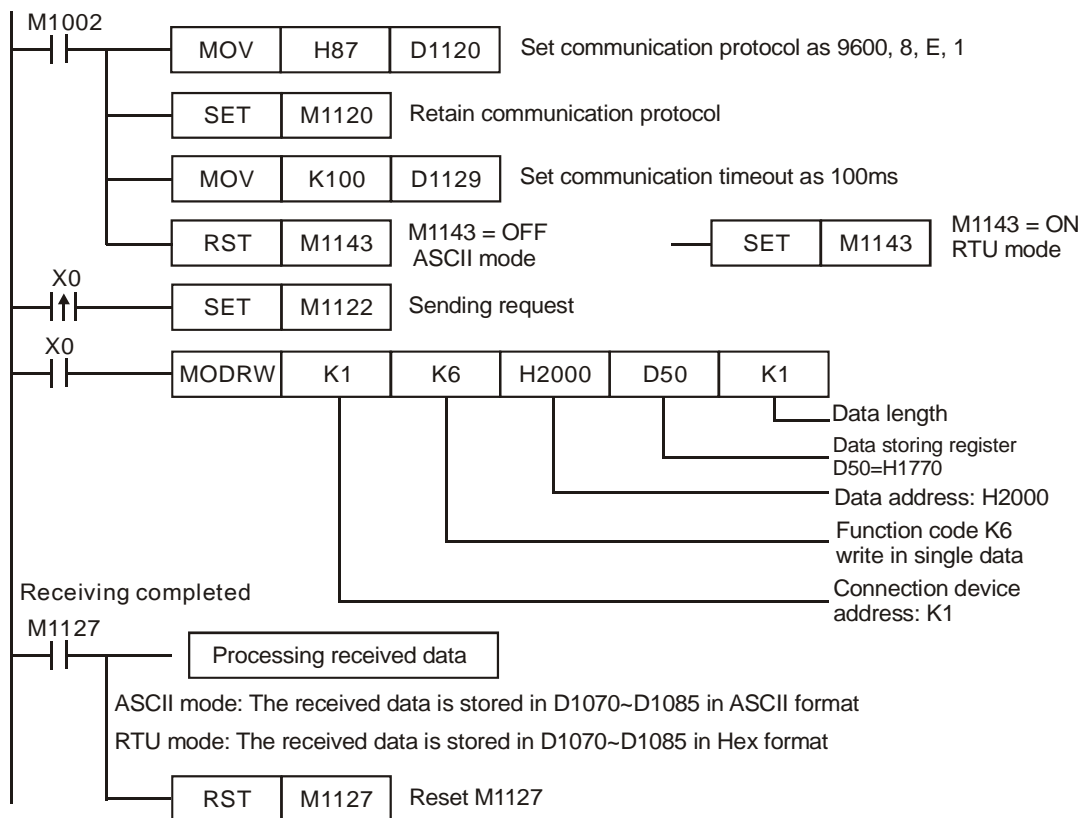 M1002
MOV H87 D1120 Set communication protocol as 9600, 8, E, 1
SET M1120 Retain communication protocol
MOV K100 D1129 Set communication timeout as 100ms
RST M1143 M1143 = OFF
ASCII mode
SET M1143 M1143 = ON
RTU mode
X0
SET M1122 Sending request
X0
MODRW K1 K6 H2000 D50 K1
Data length
Data storing register
D50=H1770
Data address: H2000
Function code K6
write in single data
Connection device
address: K1
Receiving completed
M1127
Processing received data
ASCII mode: The received data is stored in D1070~D1085 in ASCII format
RTU mode: The received data is stored in D1070~D1085 in Hex format
RST M1127 Reset M1127